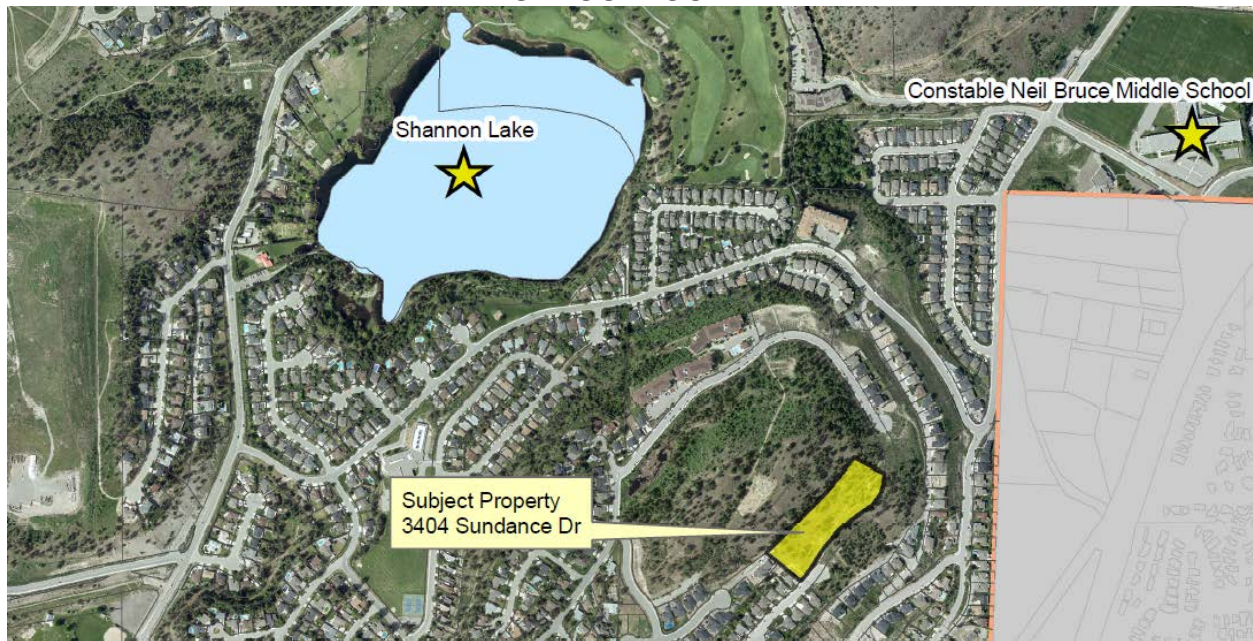 Constable Neil Bruce Middle School
Shannon Lake
Subject Property
3404 Sundance Dr